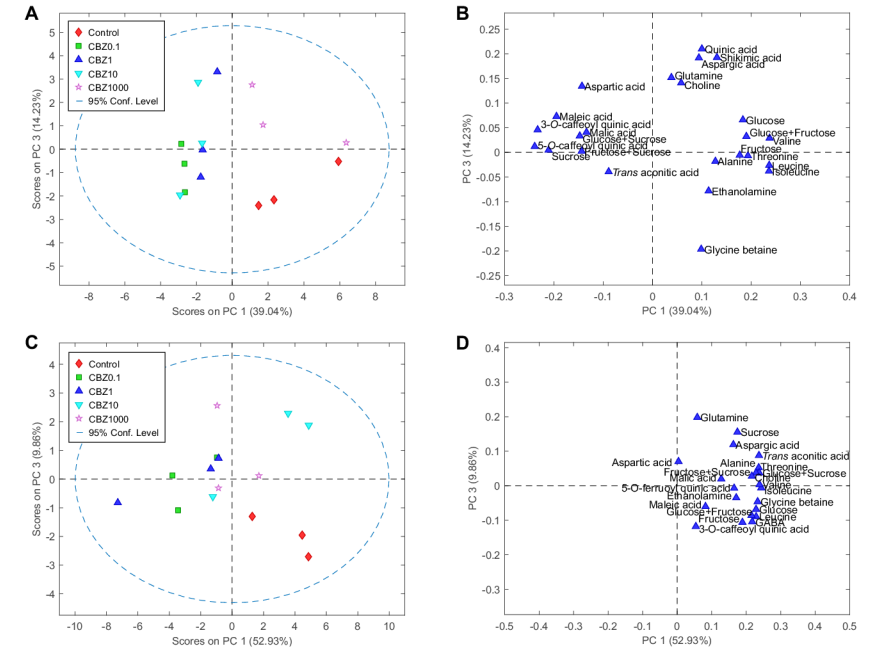 A
Control
CBZ0.1
CBZ1
CBZ10
CBZ1000
95% Conf. Level
5
4
3
2
1
0
-1
-2
-3
-4
-5
-8
-6
-4
-2
0
2
4
6
8
Scores on PC 3 (14.23%)
Scores on PC 1 (39.04%)
B
Quinic acid
Shikimic acid
Aspargic acid
Glutamine
Choline
Aspartic acid
Maleic acid
3-O-caffeoyl quinic acid
Malic acid
Glucose+Sucrose
5-O-caffeoyl quinic acid
Sucrose
Fructose+Sucrose
Trans aconitic acid
Glucose
Glucose+Fructose
Valine
Fructose
Threonine
Alanine
Leucine
Isoleucine
Ethanolamine
Glycine betaine
0.25
0.2
0.15
0.1
0.05
0
-0.05
-0.1
-0.15
-0.2
-0.25
-0.3
-0.2
-0.1
0
0.1
0.2
0.3
0.4
PC 3 (14.23%)
PC 1 (39.04%)
C
Control
CBZ0.1
CBZ1
CBZ10
CBZ1000
95% Conf. Level
4
3
2
1
0
-1
-2
-3
-4
-10
-8
-6
-4
-2
0
2
4
6
8
10
Scores on PC 3 (9.86%)
Scores on PC 1 (52.93%)
D
Glutamine
Sucrose
Aspargic acid
Trans aconitic acid
Aspartic acid
Alanine
Threonine
Fructose+Sucrose
Glucose+Sucrose
Malic acid
Choline
Valine
5-O-ferruoyl quinic acid
Isoleucine
Ethanolamine
Maleic acid
Glycine betaine
Glucose+Fructose
Glucose
Fructose
Leucine
GABA
3-O-caffeoyl quinic acid
0.4
0.3
0.2
0.1
0
-0.1
-0.2
-0.3
-0.5
-0.4
-0.3
-0.2
-0.1
0
0.1
0.2
0.3
0.4
0.5
PC 3 (9.86%)
PC 1 (52.93%)